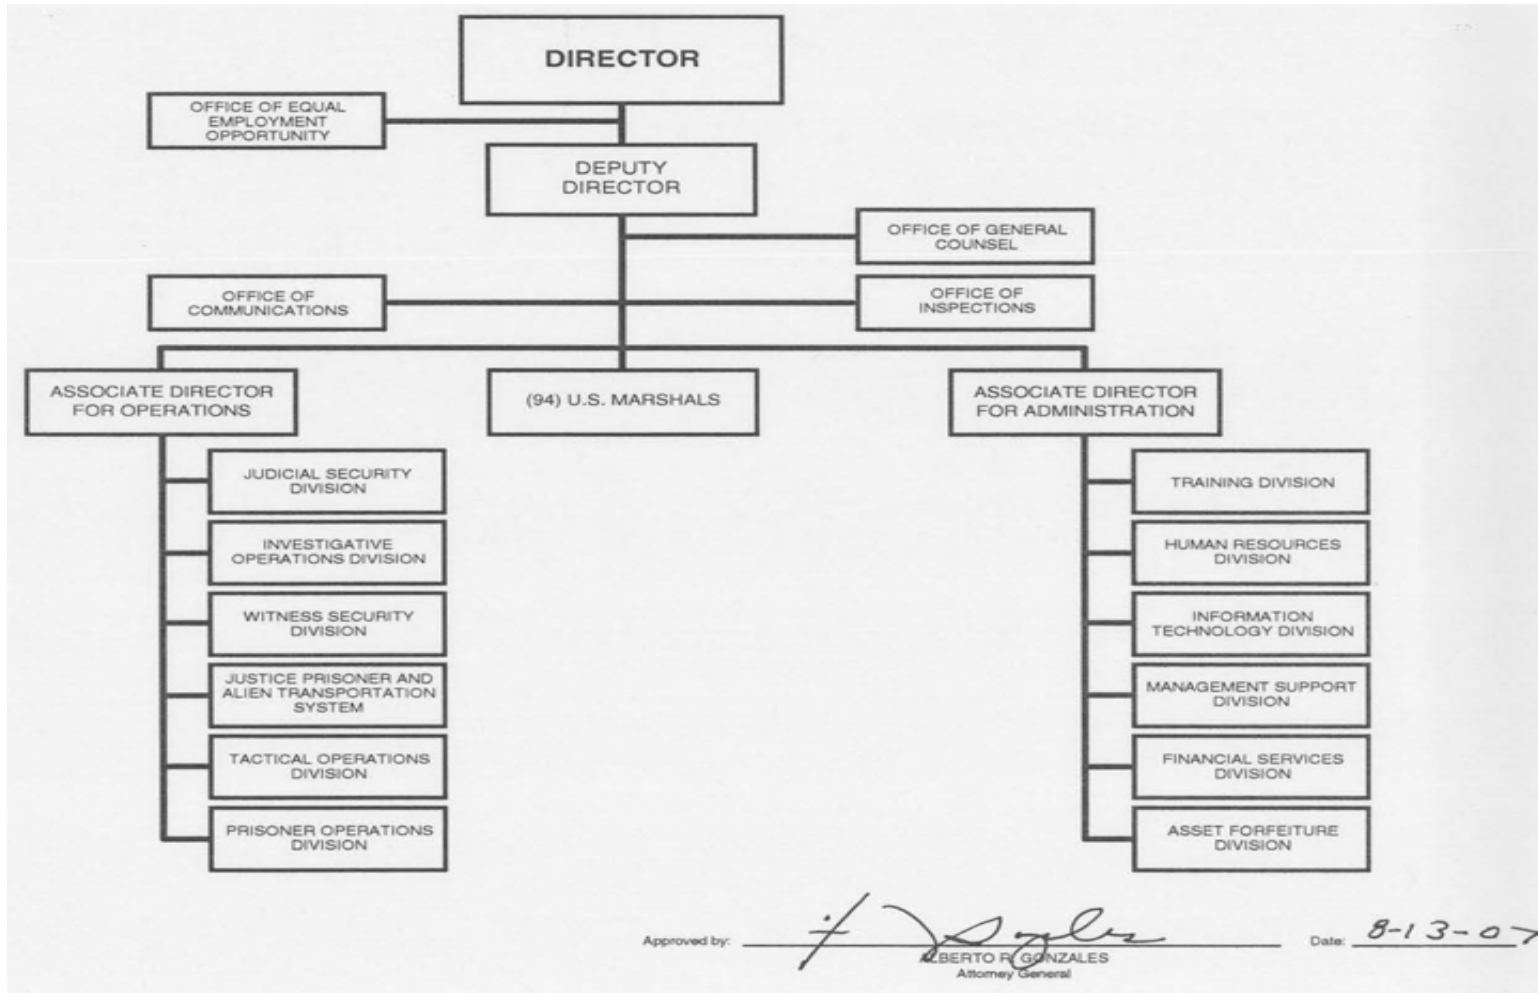 DIRECTOR
OFFICE OF EQUAL
EMPLOYMENT
OPPORTUNITY
DEPUTY
DIRECTOR
OFFICE OF GENERAL
COUNSEL
OFFICE OF
COMMUNICATIONS
OFFICE OF
INSPECTIONS
ASSOCIATE DIRECTOR
FOR OPERATIONS
(94) U.S. MARSHALS
ASSOCIATE DIRECTOR
FOR ADMINISTRATION
JUDICIAL SECURITY
DIVISION
INVESTIGATIVE
OPERATIONS DIVISION
WITNESS SECURITY
DIVISION
JUSTICE PRISONER AND
ALIEN TRANSPORTATION
SYSTEM
TACTICAL OPERATIONS
DIVISION
PRISONER OPERATIONS
DIVISION
TRAINING DIVISION
HUMAN RESOURCES
DIVISION
INFORMATION
TECHNOLOGY DIVISION
MANAGEMENT SUPPORT
DIVISION
FINANCIAL SERVICES
DIVISION
ASSET FORFEITURE
DIVISION
Approved by:
ALBERTO R. GONZALES
Attorney General
Date: 8-13-07